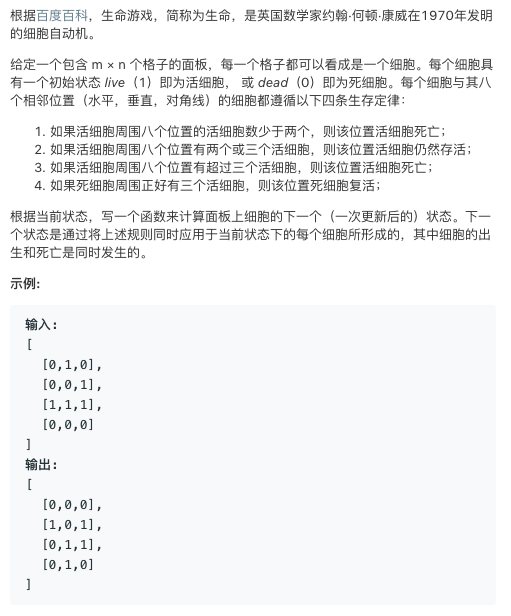 根据百度百科，生命游戏，简称为生命，是英国数学家约翰·何顿·康威在1970年发明
的细胞自动机。
给定一个包含 m × n 个格子的面板，每一个格子都可以看成是一个细胞。每个细胞具
有一个初始状态 live（1）即为活细胞， 或 dead（0）即为死细胞。每个细胞与其八
个相邻位置（水平，垂直，对角线）的细胞都遵循以下四条生存定律：
1. 如果活细胞周围八个位置的活细胞数少于两个，则该位置活细胞死亡；
2. 如果活细胞周围八个位置有两个或三个活细胞，则该位置活细胞仍然存活；
3. 如果活细胞周围八个位置有超过三个活细胞，则该位置活细胞死亡；
4. 如果死细胞周围正好有三个活细胞，则该位置死细胞复活；
根据当前状态，写一个函数来计算面板上细胞的下一个（一次更新后的）状态。下一
个状态是通过将上述规则同时应用于当前状态下的每个细胞所形成的，其中细胞的出
生和死亡是同时发生的。
示例:
输入:
[
[0,1,0],
[0,0,1],
[1,1,1],
[0,0,0]
]
输出:
[
[0,0,0],
[1,0,1],
[0,1,1],
[0,1,0]
]